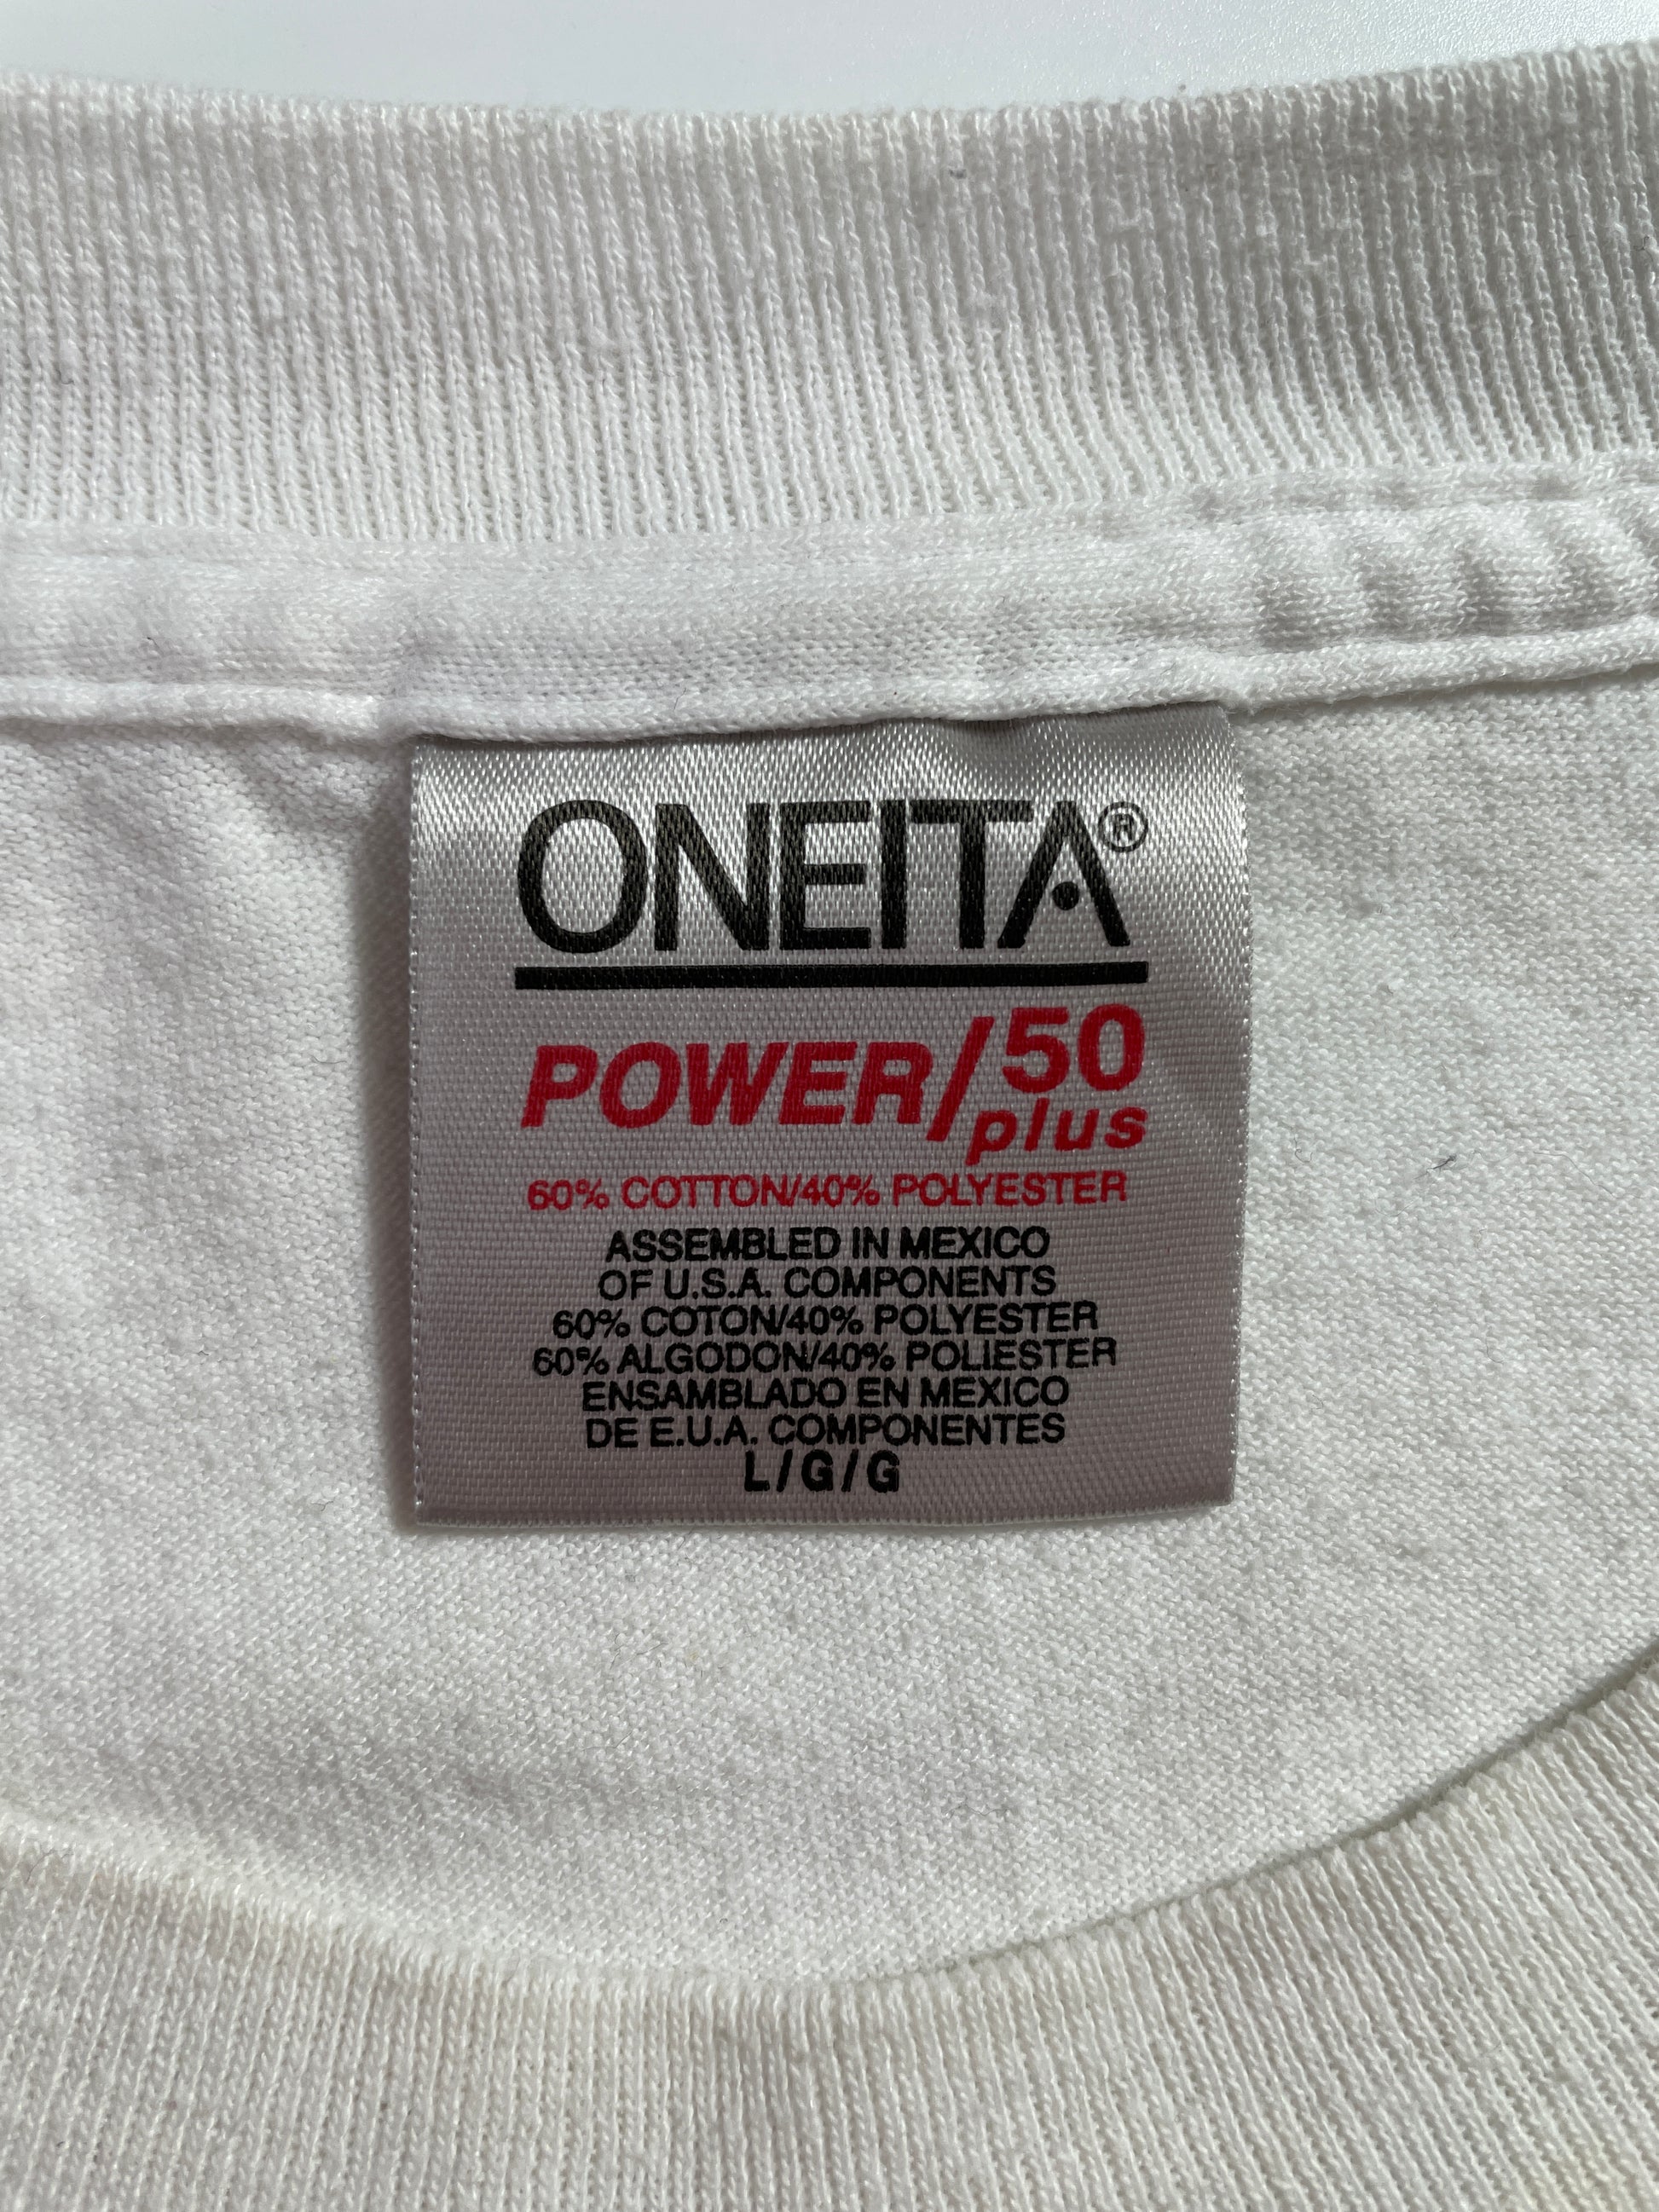 ONEITA®
POWER/50
plus
60% COTTON/40% POLYESTER
ASSEMBLED IN MEXICO
OF U.S.A. COMPONENTS
60% COTON/40% POLYESTER
60% ALGODON/40% POLIESTER
ENSAMBLADO EN MEXICO
DE E.U.A. COMPONENTES
L/G/G